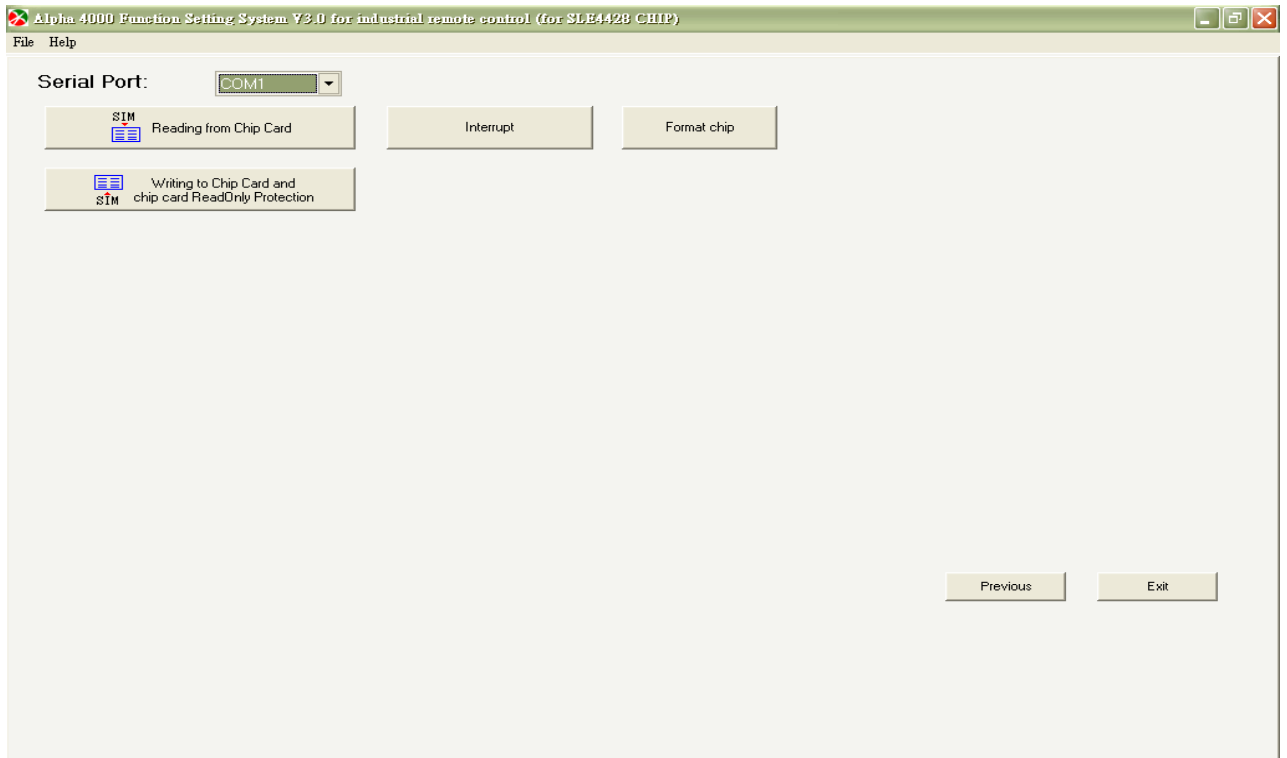 Alpha 4000 Function Setting System V3.0 for industrial remote control (for SLE4428 CHIP)
File Help
Serial Port: COM1
SIM
Reading from Chip Card
Interrupt
Format chip
Writing to Chip Card and
SIM chip card ReadOnly Protection
Previous
Exit